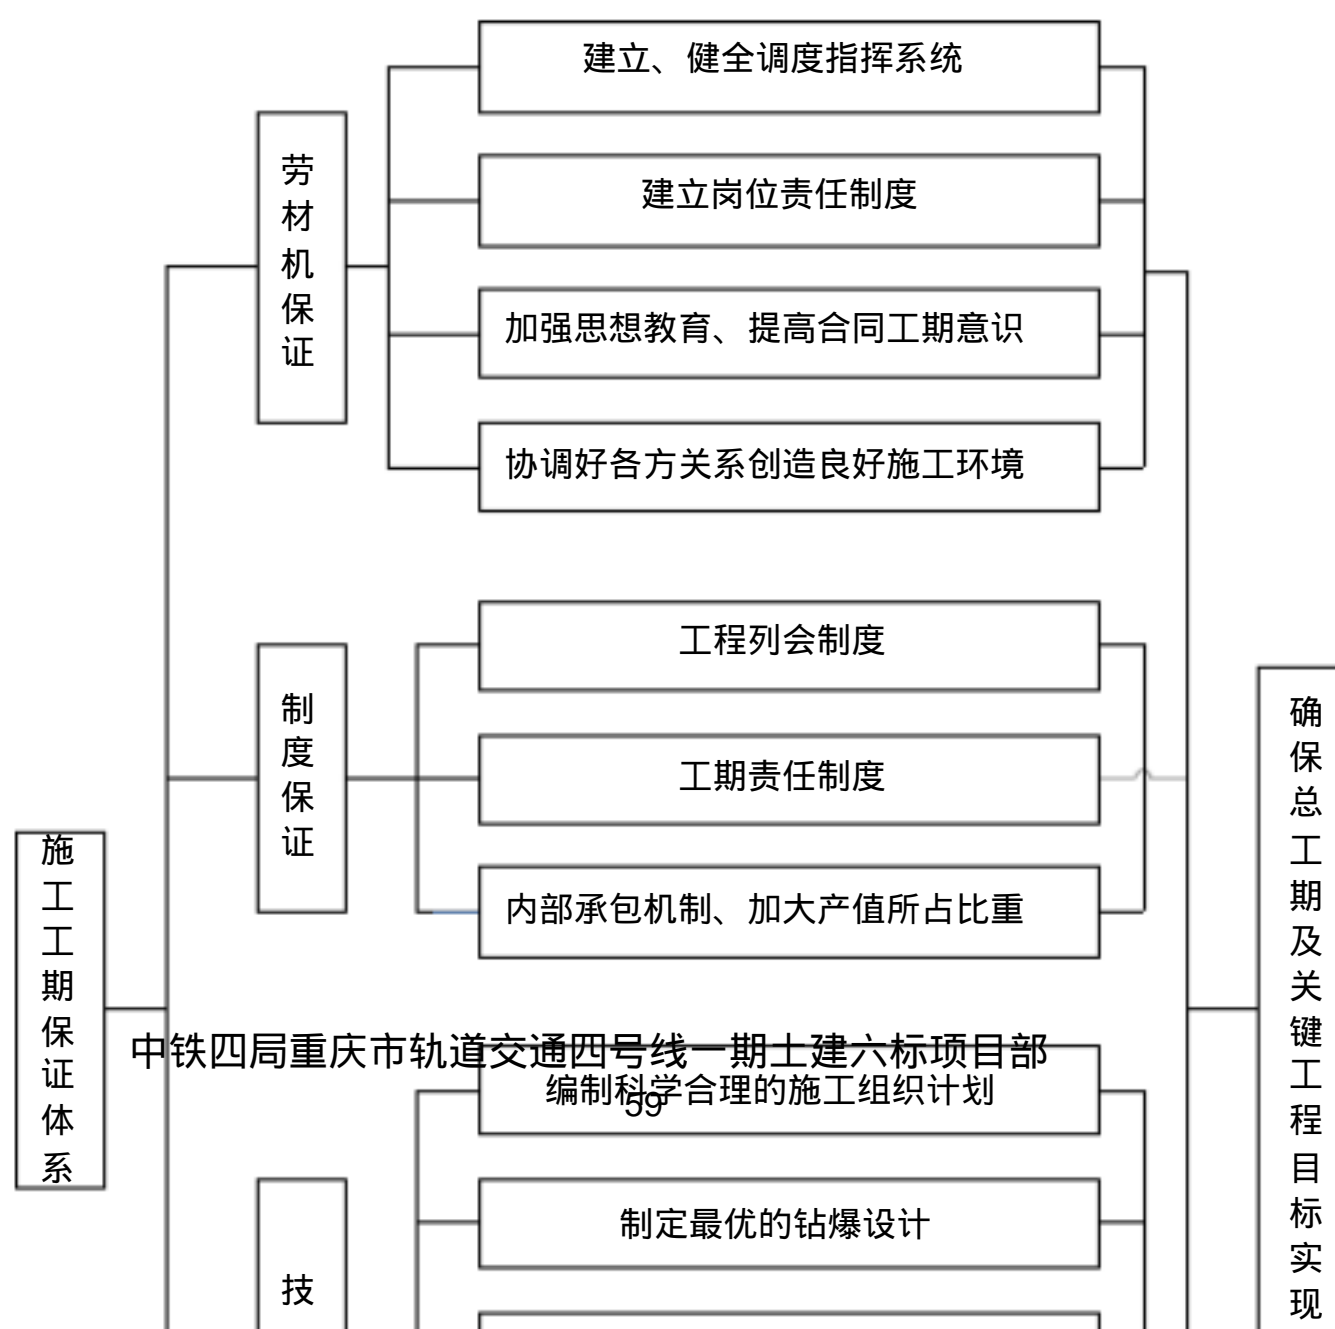 施工工期保证体系
劳材机保证
建立、健全调度指挥系统
建立岗位责任制度
加强思想教育、提高合同工期意识
协调好各方关系创造良好施工环境
制度保证
工程列会制度
工期责任制度
内部承包机制、加大产值所占比重
中铁四局重庆市轨道交通四号线一期土建六标项目部
59
编制科学合理的施工组织计划
制定最优的钻爆设计
技
确保总工期及关键工程目标实现